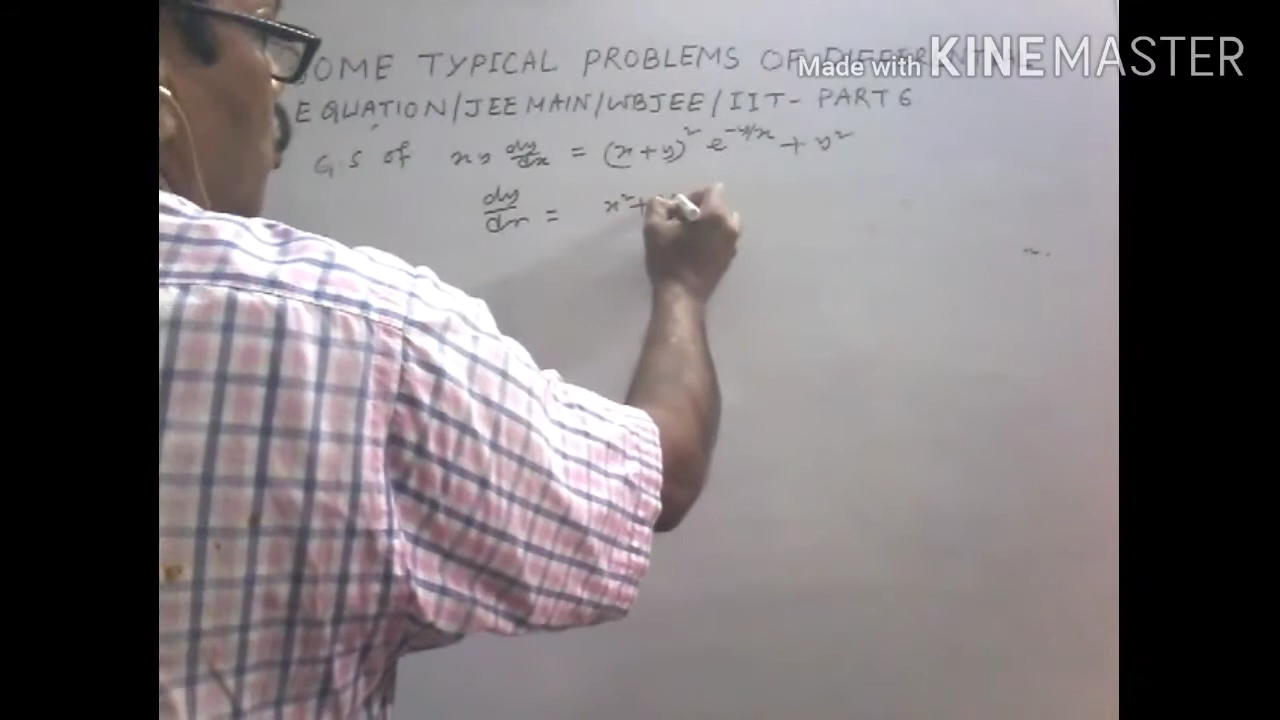 SOME TYPICAL PROBLEMS OF
Made with KINEMASTER
EQUATION/JEE MAIN/WBJEE/IIT- PART 6
G.S of xy dy/dx = (x+y)² e^(-y/x) + y²
dy/dx = x²+